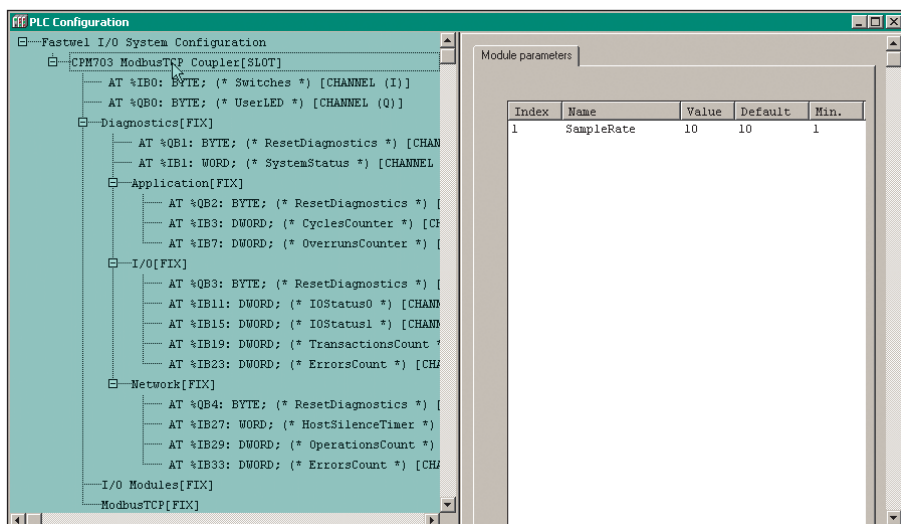 PLC Configuration
Fastwel I/O System Configuration
CPM703 ModbusTCP Coupler[SLOT]
AT %IB0: BYTE; (* Switches *) [CHANNEL (I)]
AT %QB0: BYTE; (* UserLED *) [CHANNEL (Q)]
Diagnostics[FIX]
AT %QB1: BYTE; (* ResetDiagnostics *) [CHAN
AT %IB1: WORD; (* SystemStatus *) [CHANNEL
Application[FIX]
AT %QB2: BYTE; (* ResetDiagnostics *) [
AT %IB3: DWORD; (* CyclesCounter *) [CH
AT %IB7: DWORD; (* OverrunsCounter *) [
I/O[FIX]
AT %QB3: BYTE; (* ResetDiagnostics *) [
AT %IB11: DWORD; (* IOStatus0 *) [CHANN
AT %IB15: DWORD; (* IOStatus1 *) [CHANN
AT %IB19: DWORD; (* TransactionsCount *
AT %IB23: DWORD; (* ErrorsCount *) [CHA
Network[FIX]
AT %QB4: BYTE; (* ResetDiagnostics *) [
AT %IB27: WORD; (* HostSilenceTimer *)
AT %IB29: DWORD; (* OperationsCount *)
AT %IB33: DWORD; (* ErrorsCount *) [CHA
I/O Modules[FIX]
ModbusTCP[FIX]
Module parameters
Index Name Value Default Min.
1 SampleRate 10 10 1